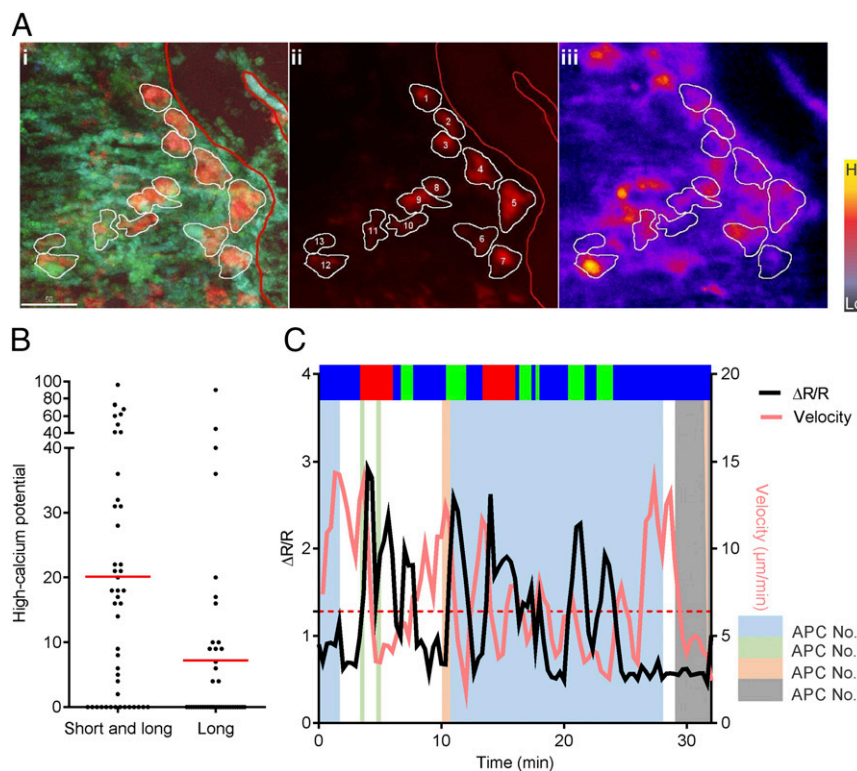 A
i
ii
iii
1
2
3
4
5
6
7
8
9
10
11
12
13
50
H
Lo
B
High-calcium potential
100
80
60
40
40
30
20
10
0
Short and long
Long
C
ΔR/R
4
3
2
1
0
0
10
20
30
Time (min)
20
15
10
5
0
Velocity (µm/min)
ΔR/R
Velocity
APC No.
APC No.
APC No.
APC No.